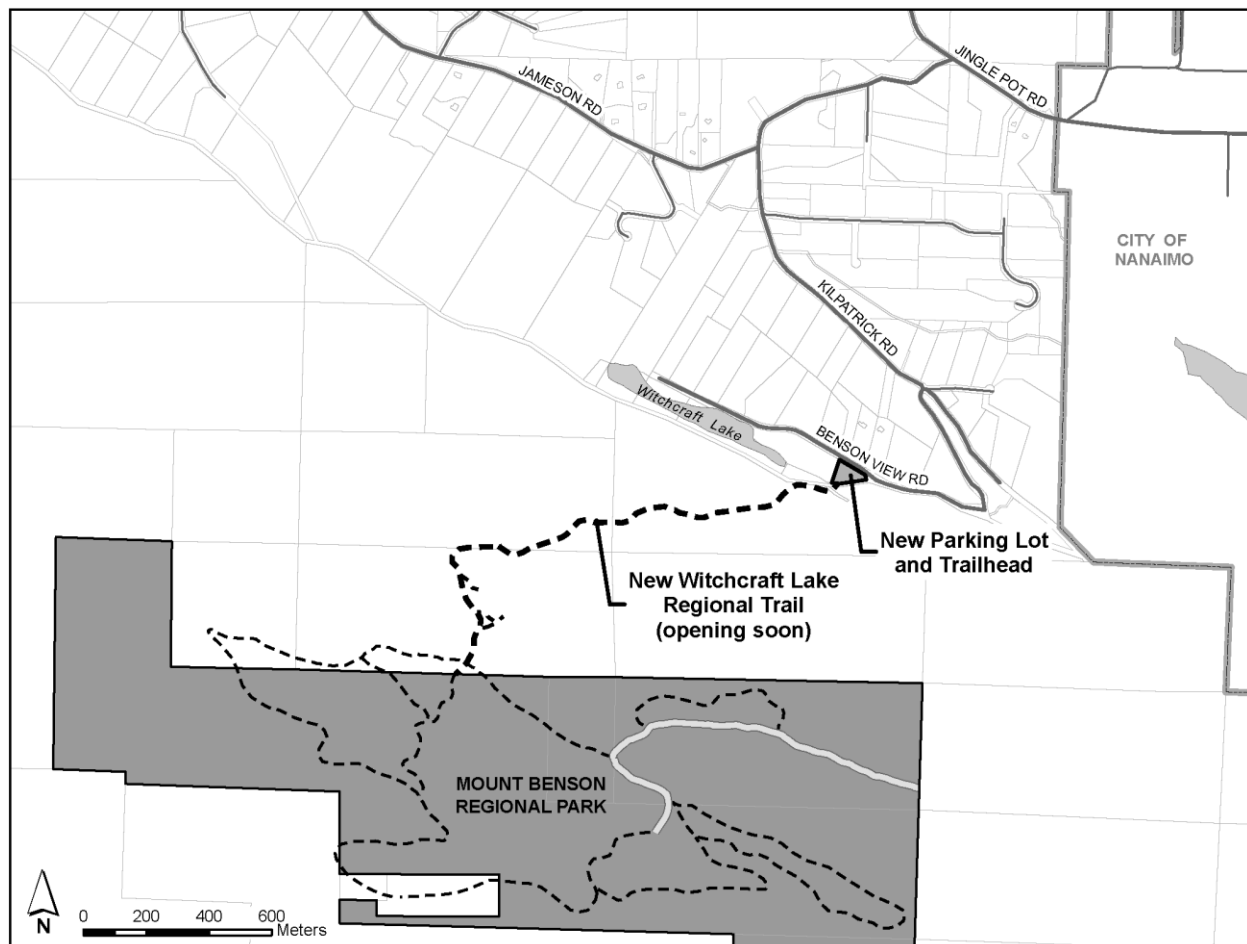 JINGLE POT RD
JAMESON RD
CITY OF
NANAIMO
KILPATRICK RD
Witchcraft Lake
BENSON VIEW RD
New Parking Lot
and Trailhead
New Witchcraft Lake
Regional Trail
(opening soon)
MOUNT BENSON
REGIONAL PARK
N
0 200 400 600
Meters